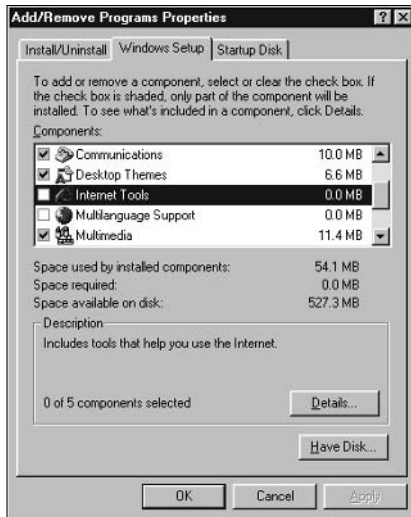 Add/Remove Programs Properties
Install/Uninstall Windows Setup Startup Disk
To add or remove a component, select or clear the check box. If
the check box is shaded, only part of the component will be
installed. To see what's included in a component, click Details.
Components:
Communications 10.0 MB
Desktop Themes 6.6 MB
Internet Tools 0.0 MB
Multilanguage Support 0.0 MB
Multimedia 11.4 MB
Space used by installed components: 54.1 MB
Space required: 0.0 MB
Space available on disk: 527.3 MB
Description
Includes tools that help you use the Internet.
0 of 5 components selected Details...
Have Disk...
OK Cancel Apply